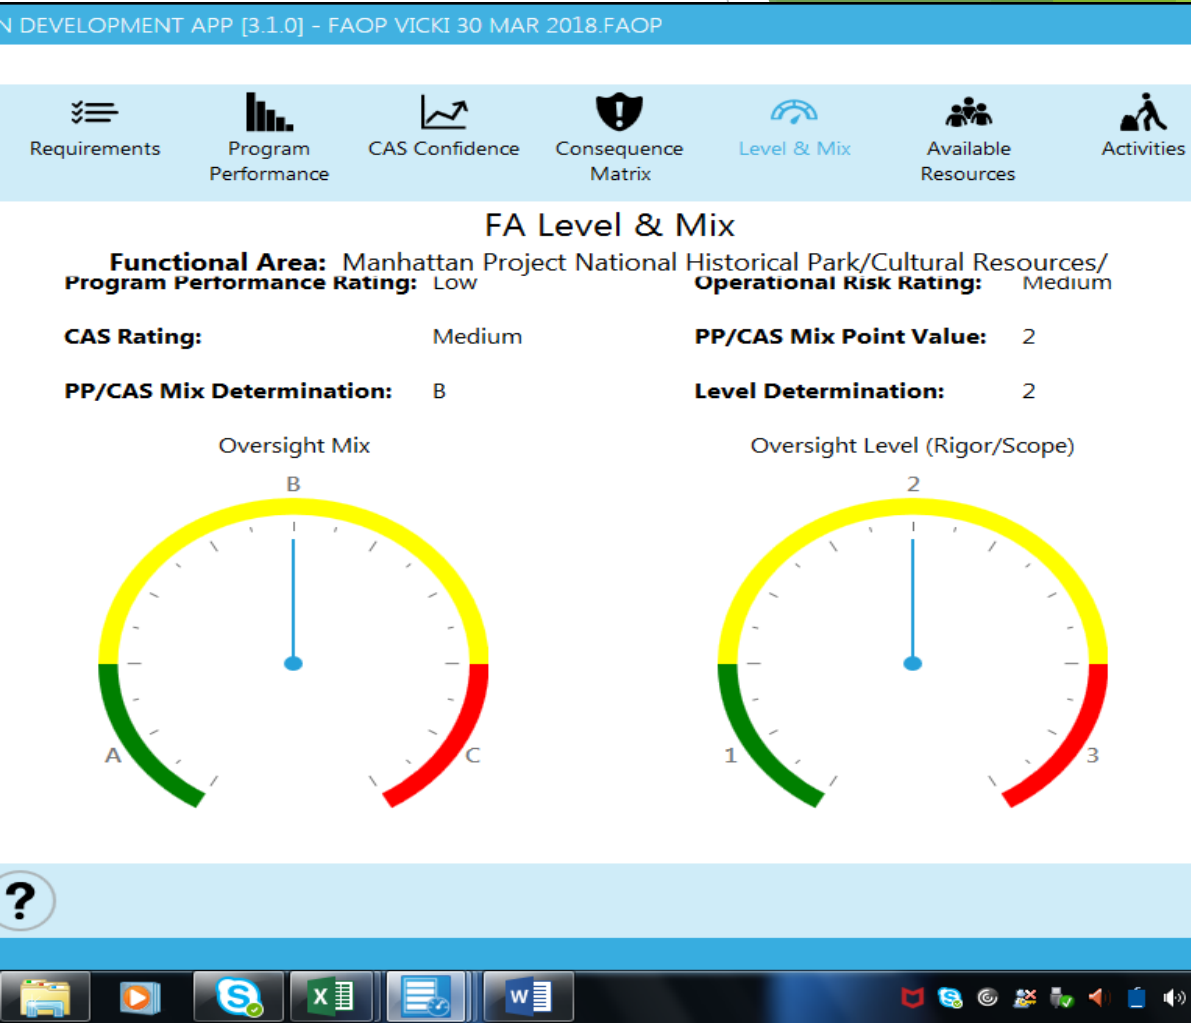 N DEVELOPMENT APP [3.1.0] - FAOP VICKI 30 MAR 2018.FAOP
Requirements
Program Performance
CAS Confidence
Consequence Matrix
Level & Mix
Available Resources
Activities
FA Level & Mix
Functional Area: Manhattan Project National Historical Park/Cultural Resources/
Program Performance Rating: Low Operational Risk Rating: Medium
CAS Rating: Medium PP/CAS Mix Point Value: 2
PP/CAS Mix Determination: B Level Determination: 2
Oversight Mix Oversight Level (Rigor/Scope)
B 2
A C 1 3
?